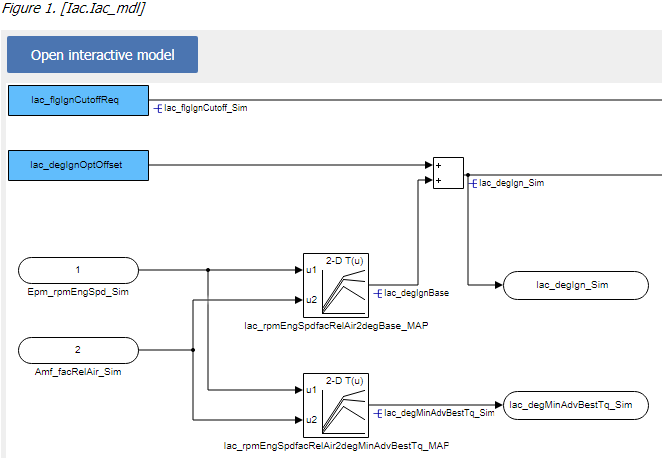 Figure 1. [Iac.Iac_mdl]
Open interactive model
Iac_flgIgnCutoffReq
Iac_flgIgnCutoff_Sim
Iac_degIgnOptOffset
+
+
Iac_degIgn_Sim
1
Epm_rpmEngSpd_Sim
2-D T(u)
u1
u2
Iac_degIgnBase
Iac_rpmEngSpdfacRelAir2degBase_MAP
Iac_degIgn_Sim
2
Amf_facRelAir_Sim
2-D T(u)
u1
u2
Iac_degMinAdvBestTq_Sim
Iac_rpmEngSpdfacRelAir2degMinAdvBestTq_MAP
Iac_degMinAdvBestTq_Sim